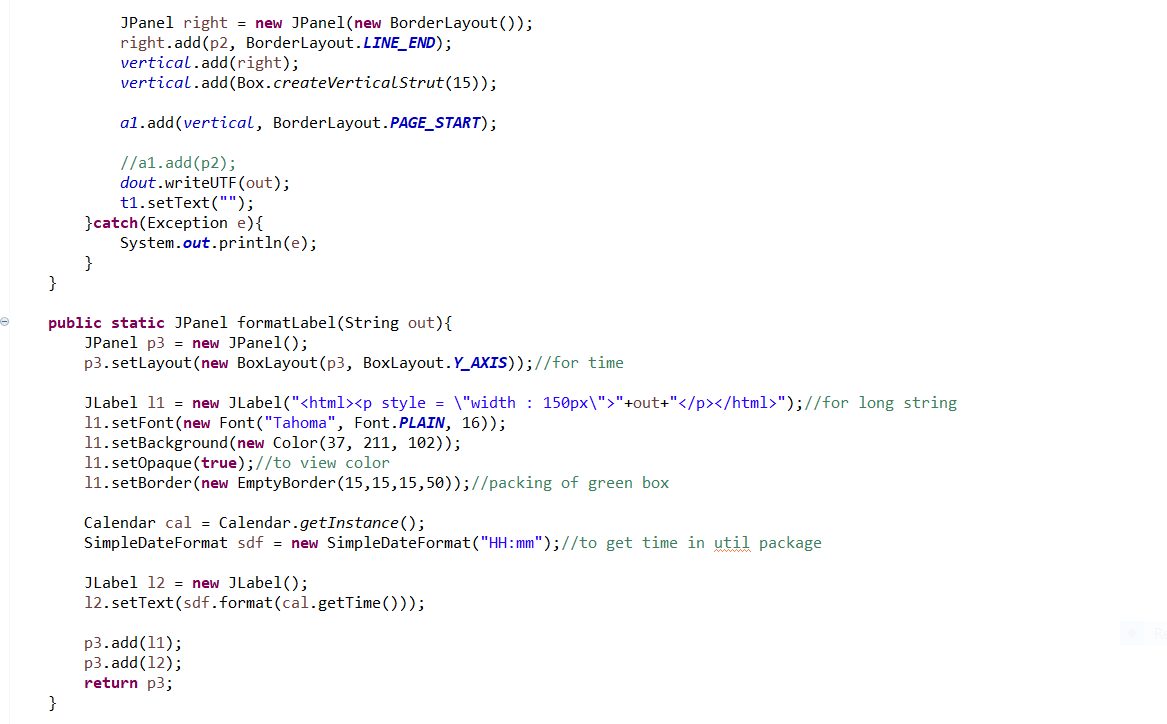 JPanel right = new JPanel(new BorderLayout());
right.add(p2, BorderLayout.LINE_END);
vertical.add(right);
vertical.add(Box.createVerticalStrut(15));
a1.add(vertical, BorderLayout.PAGE_START);
//a1.add(p2);
dout.writeUTF(out);
t1.setText("");
}catch(Exception e){
System.out.println(e);
}
}
public static JPanel formatLabel(String out){
JPanel p3 = new JPanel();
p3.setLayout(new BoxLayout(p3, BoxLayout.Y_AXIS));//for time
JLabel l1 = new JLabel("<html><p style = \"width : 150px\">"+out+"</p></html>");//for long string
l1.setFont(new Font("Tahoma", Font.PLAIN, 16));
l1.setBackground(new Color(37, 211, 102));
l1.setOpaque(true);//to view color
l1.setBorder(new EmptyBorder(15,15,15,50));//packing of green box
Calendar cal = Calendar.getInstance();
SimpleDateFormat sdf = new SimpleDateFormat("HH:mm");//to get time in util package
JLabel l2 = new JLabel();
l2.setText(sdf.format(cal.getTime()));
p3.add(l1);
p3.add(l2);
return p3;
}